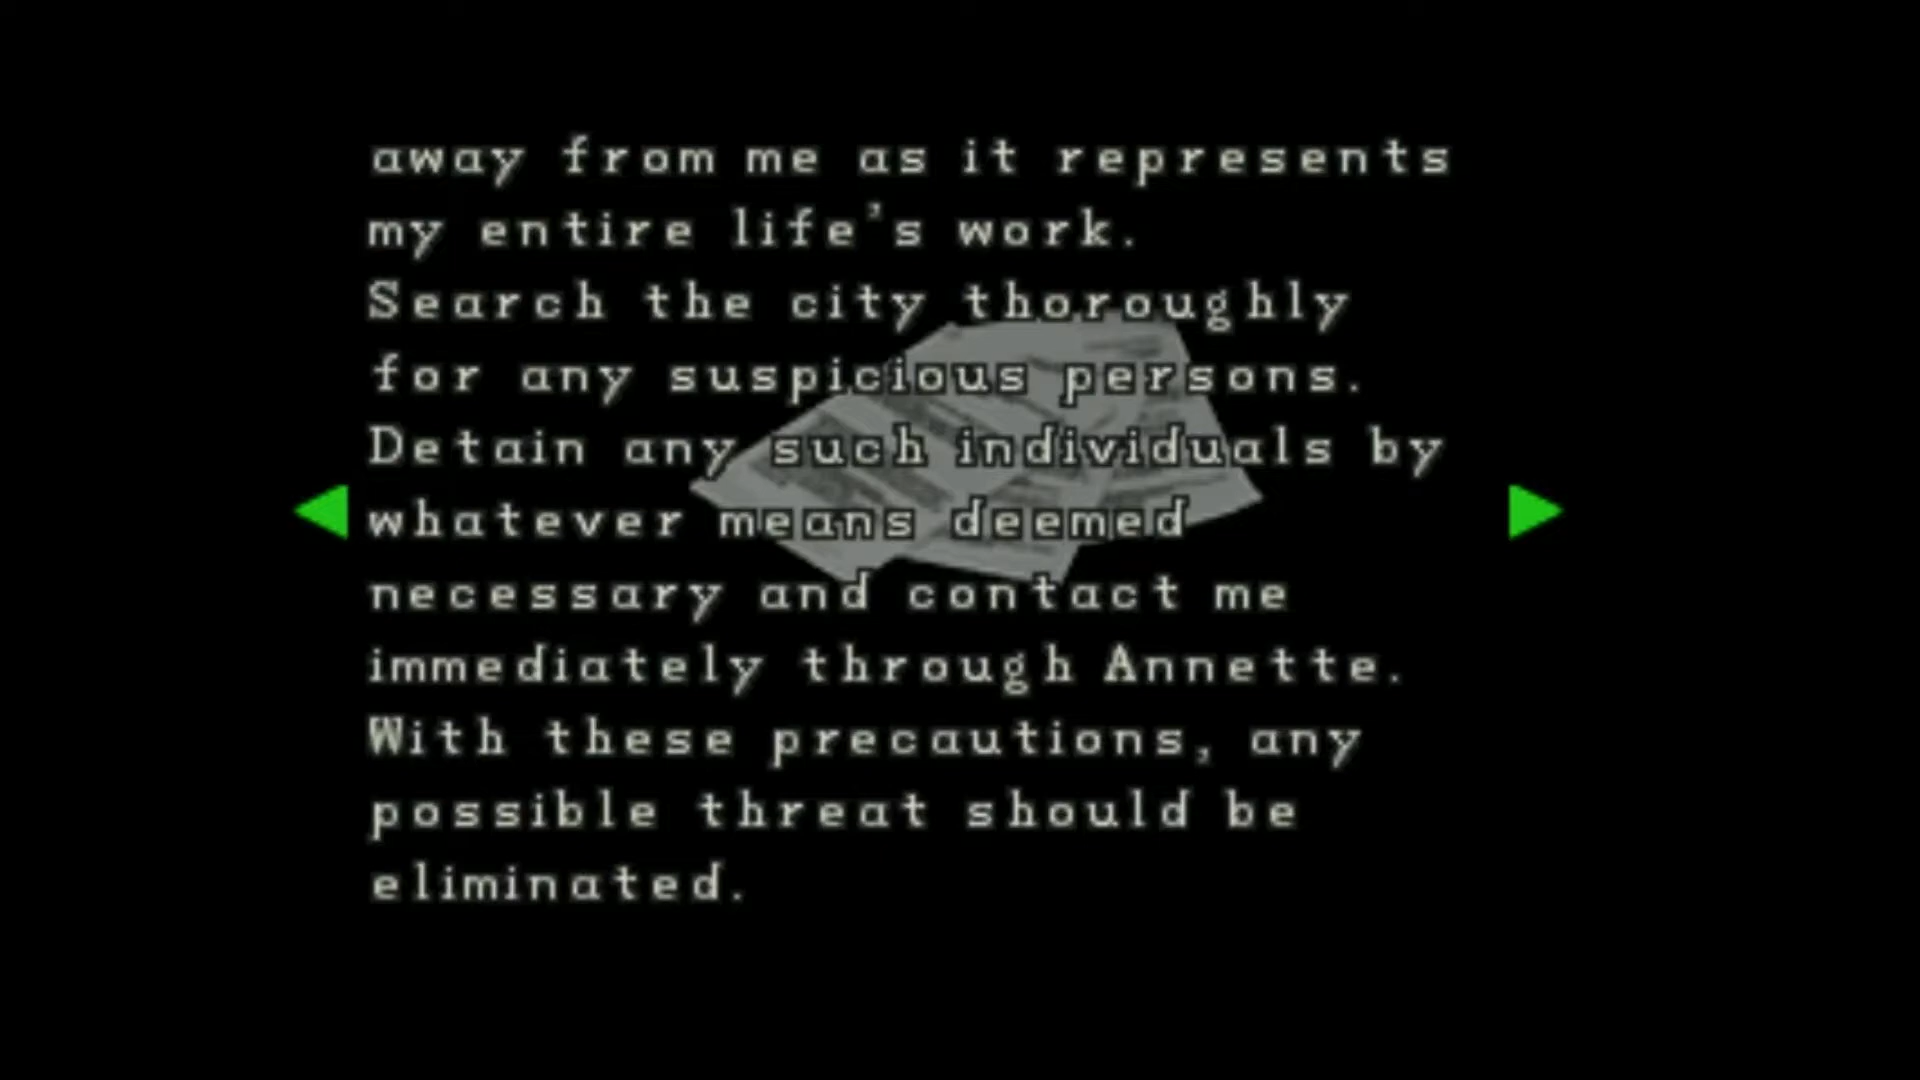 away from me as it represents
my entire life's work.
Search the city thoroughly
for any suspicious persons.
Detain any such individuals by
whatever means deemed
necessary and contact me
immediately through Annette.
With these precautions, any
possible threat should be
eliminated.